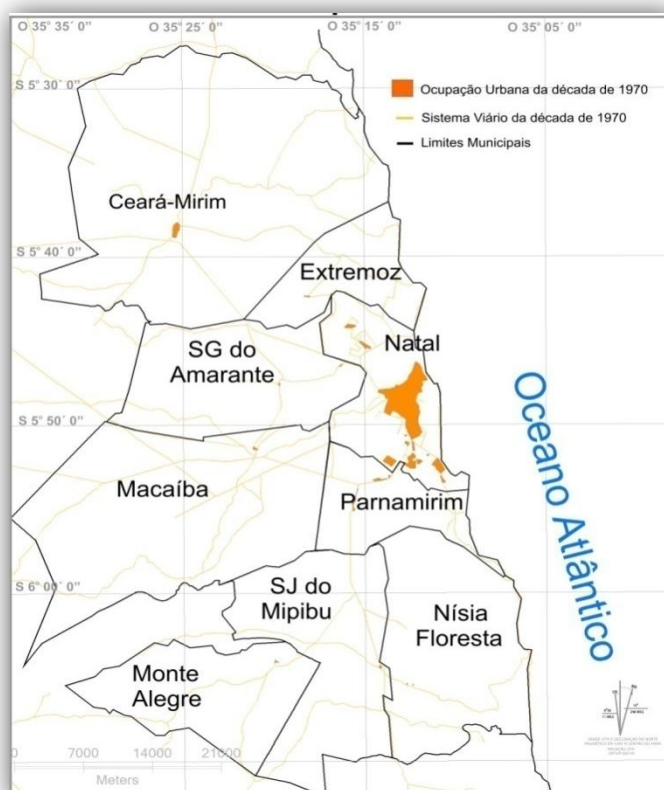 O 35° 35´ 0"
O 35° 25´ 0"
O 35° 15´ 0"
O 35° 05´ 0"
S 5° 30´ 0"
Ocupação Urbana da década de 1970
Sistema Viário da década de 1970
Limites Municipais
Ceará-Mirim
S 5° 40´ 0"
Extremoz
Natal
SG do
Amarante
S 5° 50´ 0"
Oceano Atlântico
Macaíba
Parnamirim
S 6° 00´ 0"
SJ do
Mipibu
Nísia
Floresta
Monte
Alegre
0 7000 14000 21000
Meters